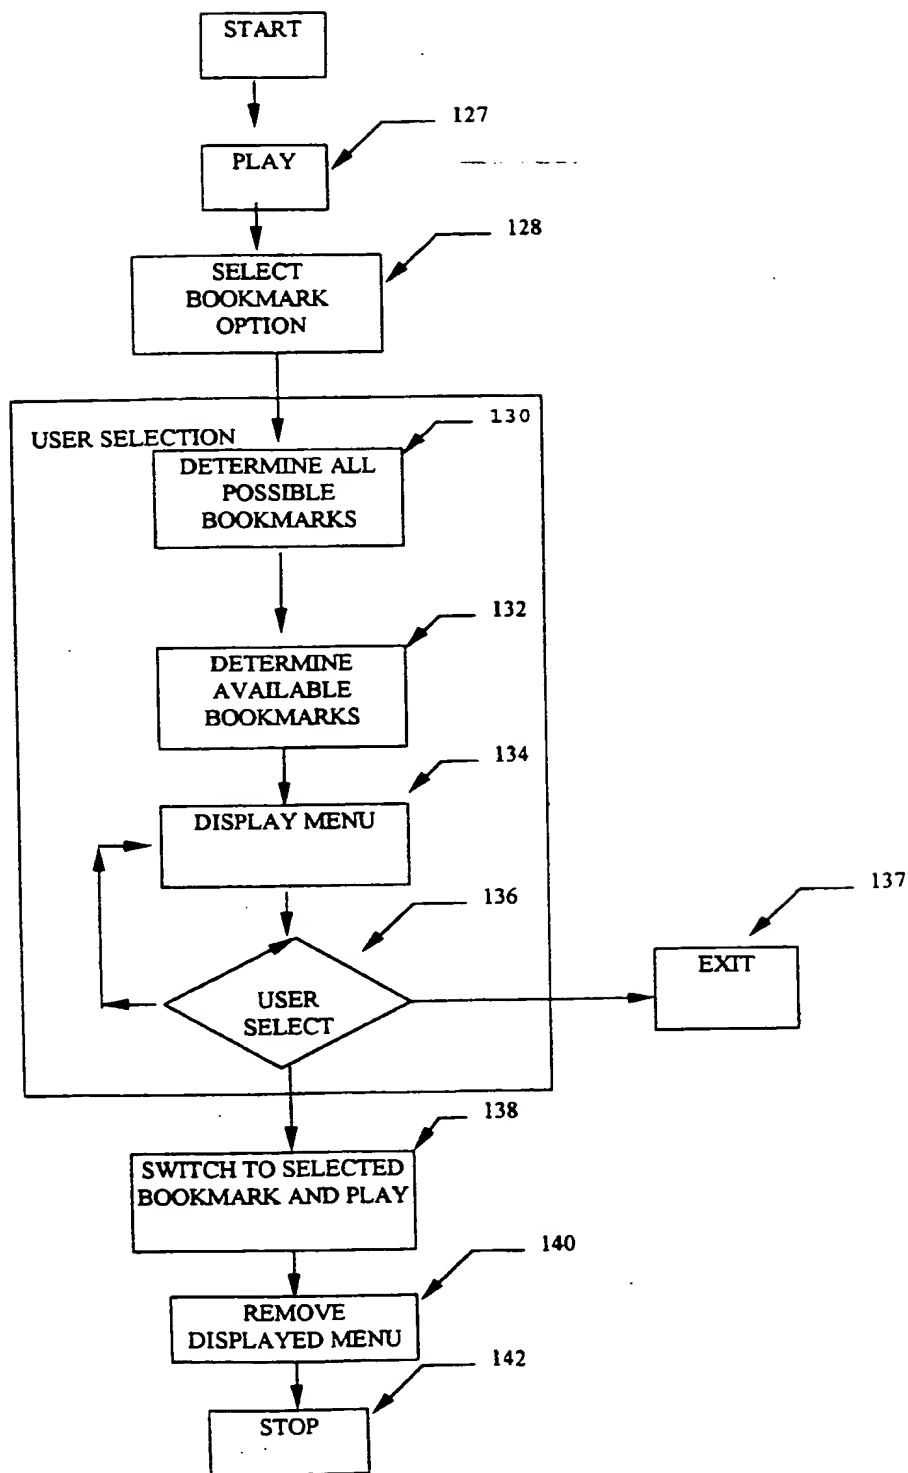 START
127
PLAY
128
SELECT
BOOKMARK
OPTION
130
USER SELECTION
DETERMINE ALL
POSSIBLE
BOOKMARKS
132
DETERMINE
AVAILABLE
BOOKMARKS
134
DISPLAY MENU
136
137
EXIT
USER
SELECT
138
SWITCH TO SELECTED
BOOKMARK AND PLAY
140
REMOVE
DISPLAYED MENU
142
STOP